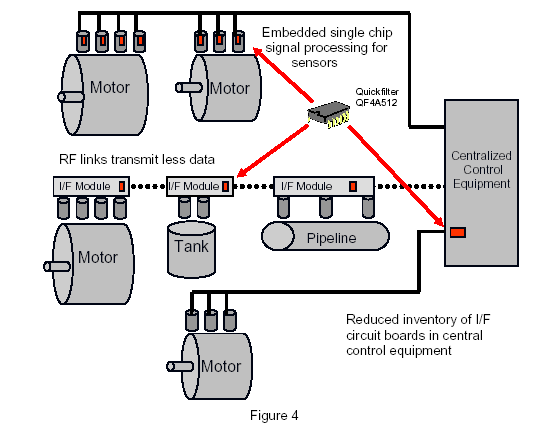 Embedded single chip
signal processing for
sensors
Motor
Motor
Quickfilter
QF4A512
Centralized
Control
Equipment
RF links transmit less data
I/F Module
I/F Module
I/F Module
Motor
Tank
Pipeline
Reduced inventory of I/F
circuit boards in central
control equipment
Motor
Figure 4